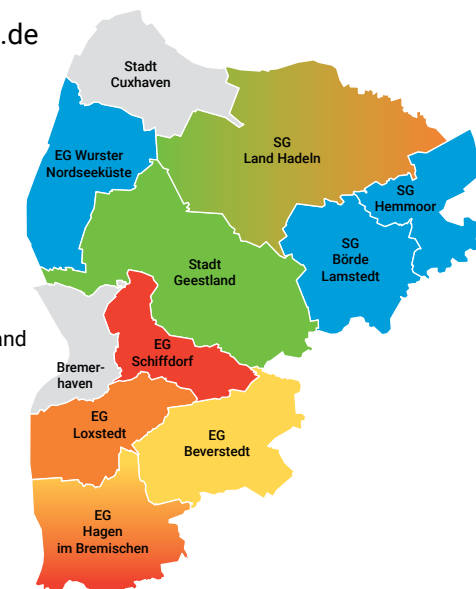 .de
Stadt
Cuxhaven
SG
Land Hadeln
EG Wurster
Nordseeküste
SG
Hemmoor
SG
Börde
Lamstedt
Stadt
Geestland
and
EG
Schiffdorf
Bremer-
haven
EG
Loxstedt
EG
Beverstedt
EG
Hagen
im Bremischen